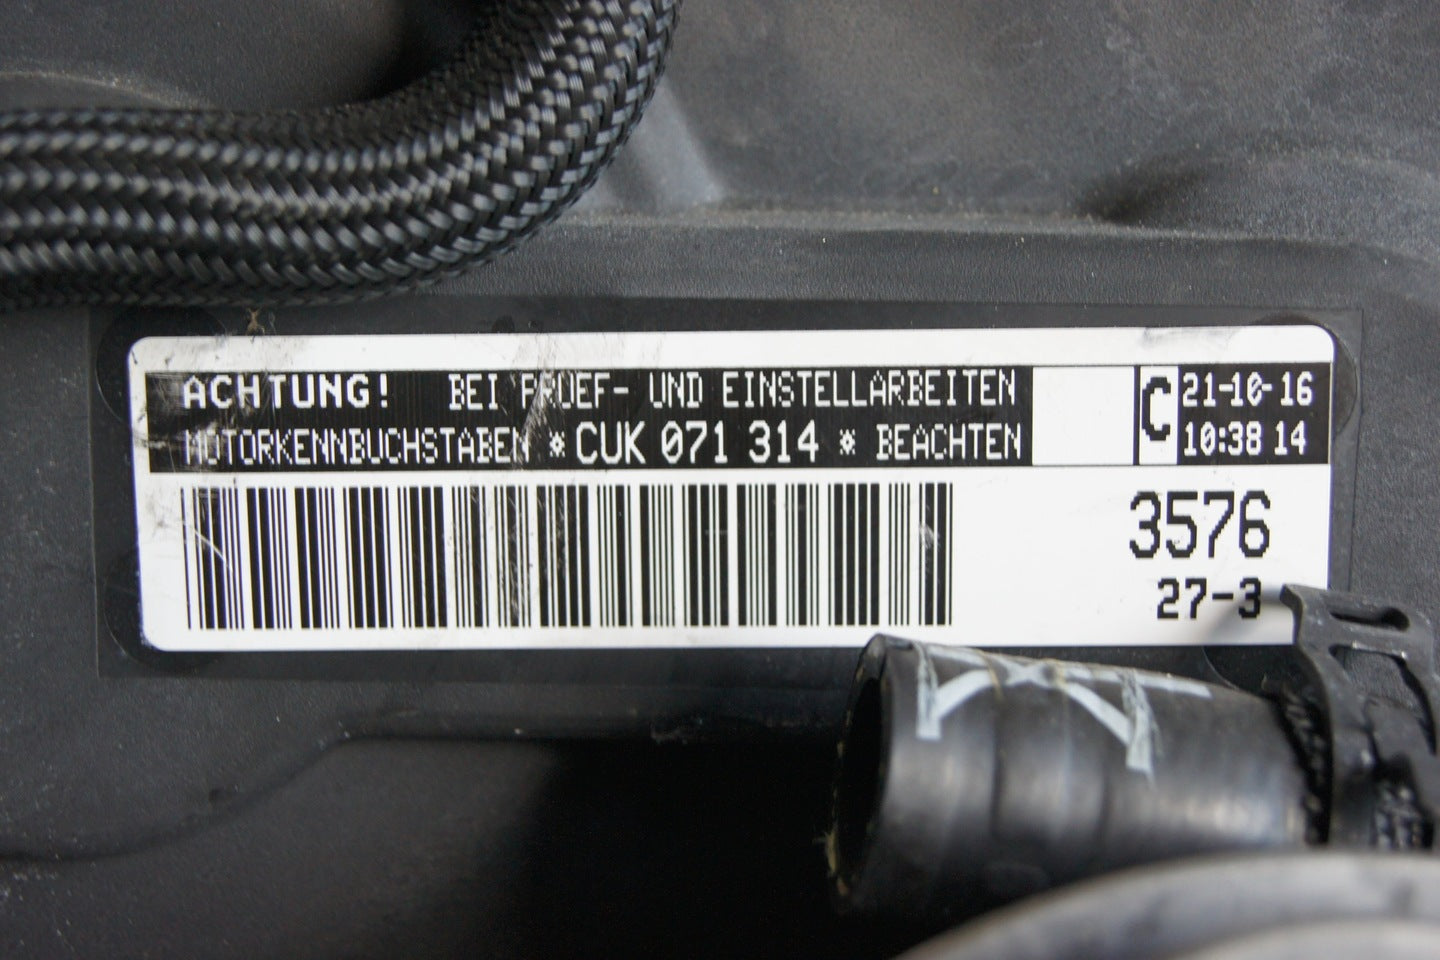 ACHTUNG! BEI PRUEF- UND EINSTELLARBEITEN
MOTORKENNBUCHSTABEN *CUK 071 314 * BEACHTEN
C
21-10-16
10:38 14
3576
27-3